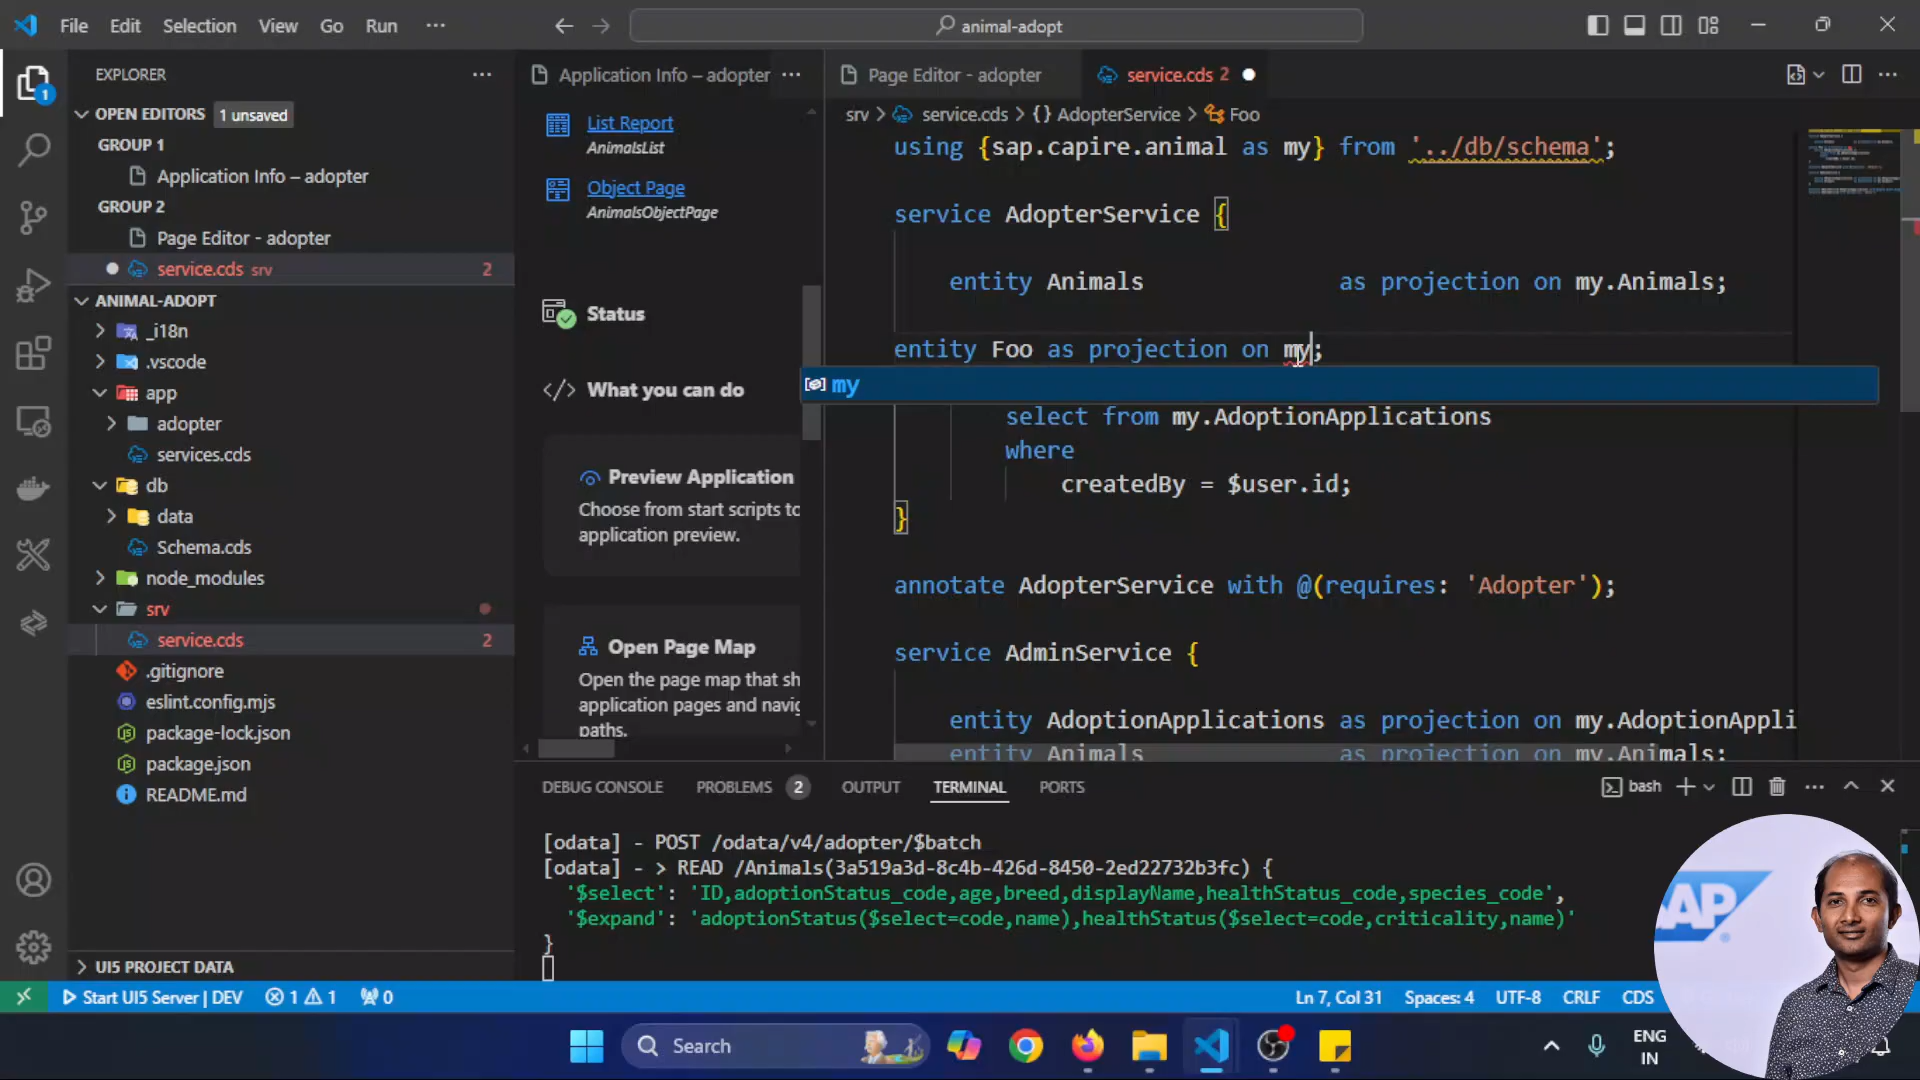 File Edit Selection View Go Run ···
animal-adopt
EXPLORER
OPEN EDITORS 1 unsaved
GROUP 1
Application Info – adopter
GROUP 2
Page Editor - adopter
service.cds srv 2
ANIMAL-ADOPT
_i18n
.vscode
app
adopter
services.cds
db
data
Schema.cds
node_modules
srv
service.cds 2
.gitignore
eslint.config.mjs
package-lock.json
package.json
README.md
UI5 PROJECT DATA
1
Application Info – adopter
List Report
AnimalsList
Object Page
AnimalsObjectPage
Status
What you can do
Preview Application
Choose from start scripts to
application preview.
Open Page Map
Open the page map that sh
application pages and navig
paths.
Page Editor - adopter
service.cds 2
srv > service.cds > {} AdopterService > Foo
using {sap.capire.animal as my} from '../db/schema';
service AdopterService {
entity Animals as projection on my.Animals;
entity Foo as projection on my;
my
select from my.AdoptionApplications
where
createdBy = $user.id;
}
annotate AdopterService with @(requires: 'Adopter');
service AdminService {
entity AdoptionApplications as projection on my.AdoptionAppli
entity Animals as projection on my.Animals;
DEBUG CONSOLE PROBLEMS 2 OUTPUT TERMINAL PORTS
bash
[odata] - POST /odata/v4/adopter/$batch
[odata] - > READ /Animals(3a519a3d-8c4b-426d-8450-2ed22732b3fc) {
'$select': 'ID,adoptionStatus_code,age,breed,displayName,healthStatus_code,species_code',
'$expand': 'adoptionStatus($select=code,name),healthStatus($select=code,criticality,name)'
}
Start UI5 Server | DEV 1 1 0
Ln 7, Col 31 Spaces: 4 UTF-8 CRLF CDS
Search
ENG
IN
AP